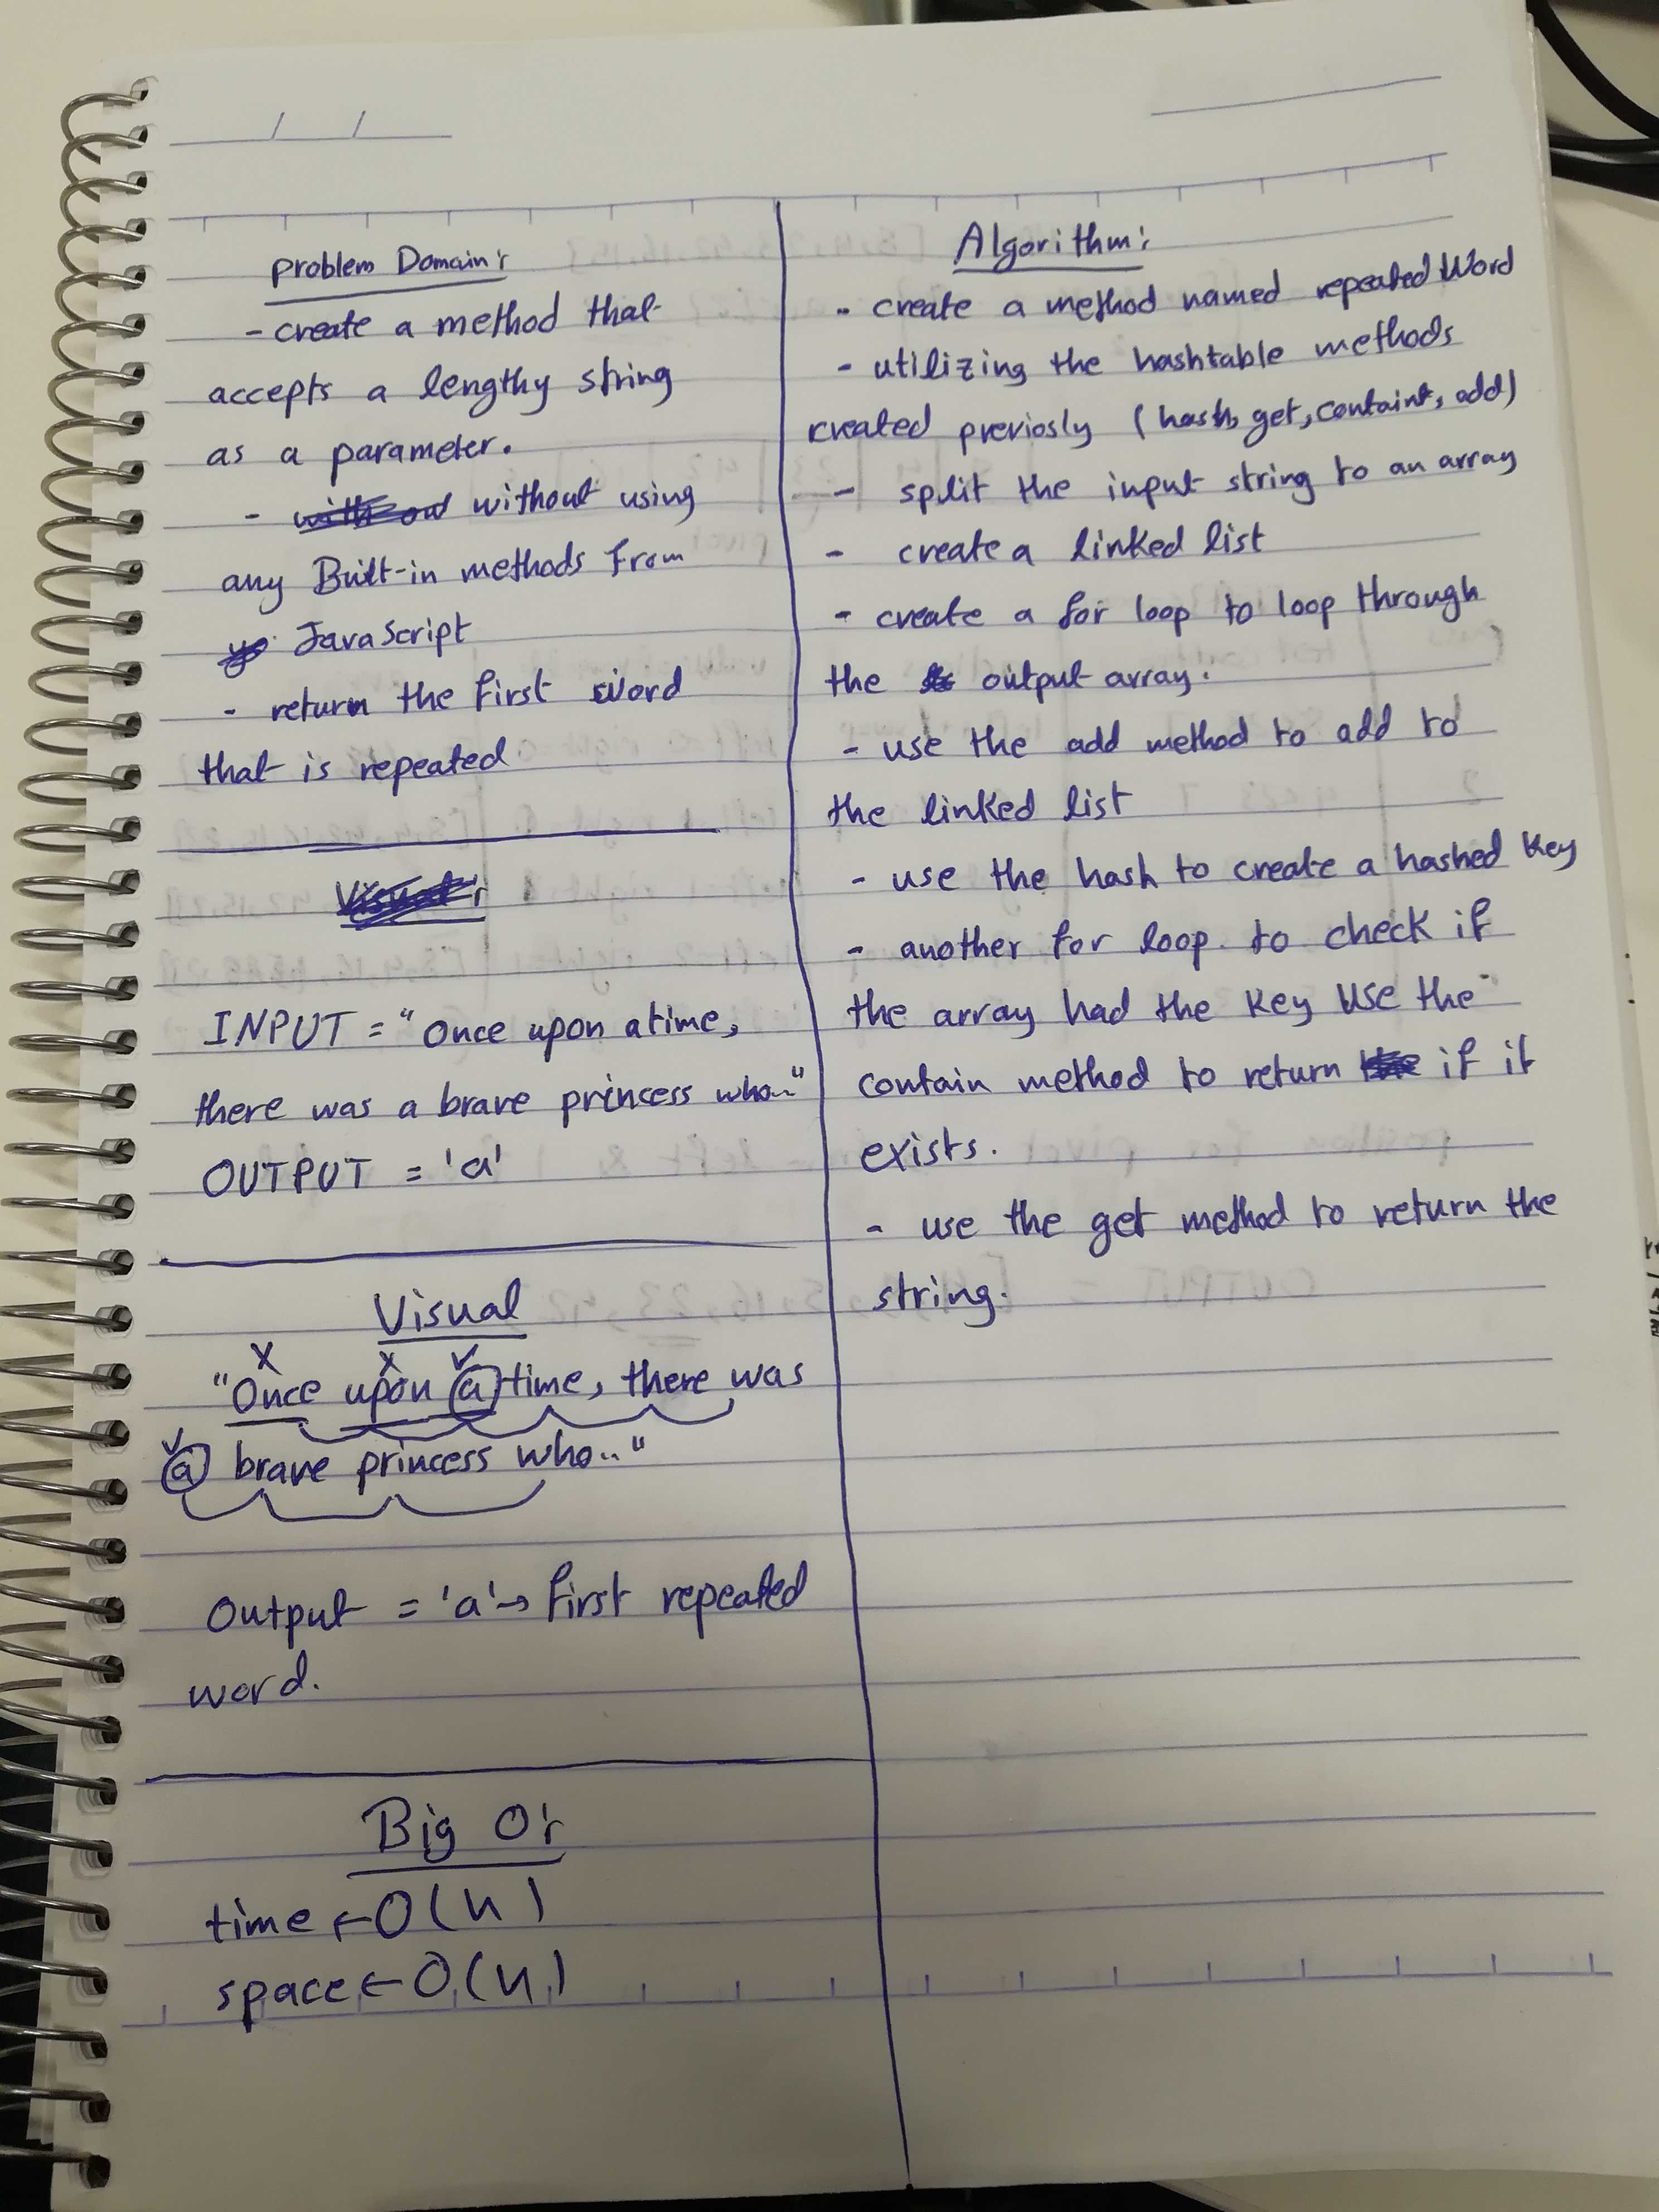 Problem Domain:
- create a method that
accepts a lengthy string
as a parameter.
- without using
any Built-in methods from
JavaScript
- return the first word
that is repeated
INPUT = "Once upon a time,
there was a brave princess who..."
OUTPUT = 'a'
Visual
"Once upon a time, there was
a brave princess who.."
Output = 'a' → first repeated
word.
Big O:
time ← O(n)
space ← O(n)
Algorithm:
- create a method named repeated Word
- utilizing the hashtable methods
created previosly (hash, get, contains, add)
- split the input string to an array
- create a linked list
- create a for loop to loop through
the output array.
- use the add method to add to
the linked list
- use the hash to create a hashed key
- another for loop. to check if
the array had the key use the
contain method to return if it
exists.
- use the get method to return the
string.